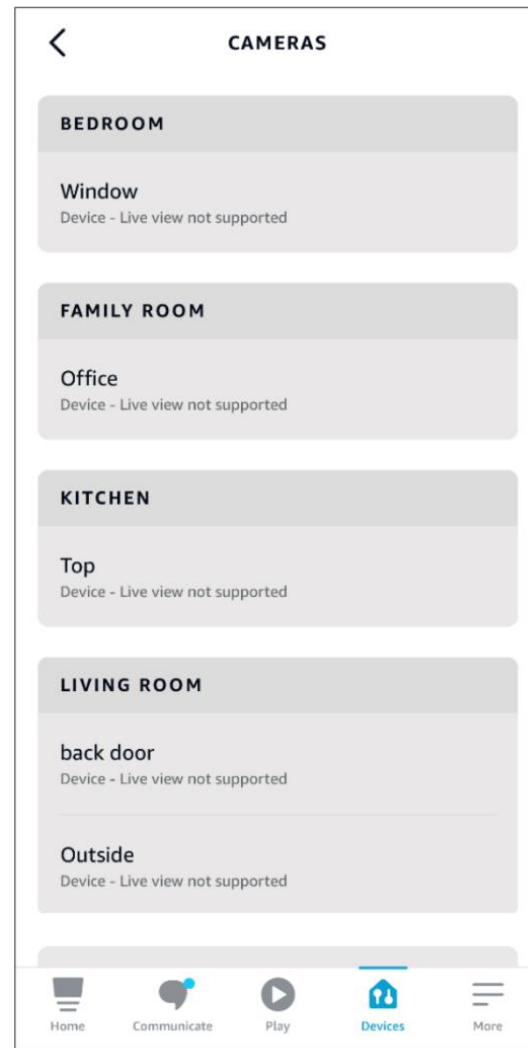 CAMERAS
BEDROOM
Window
Device - Live view not supported
FAMILY ROOM
Office
Device - Live view not supported
KITCHEN
Top
Device - Live view not supported
LIVING ROOM
back door
Device - Live view not supported
Outside
Device - Live view not supported
Home Communicate Play Devices More